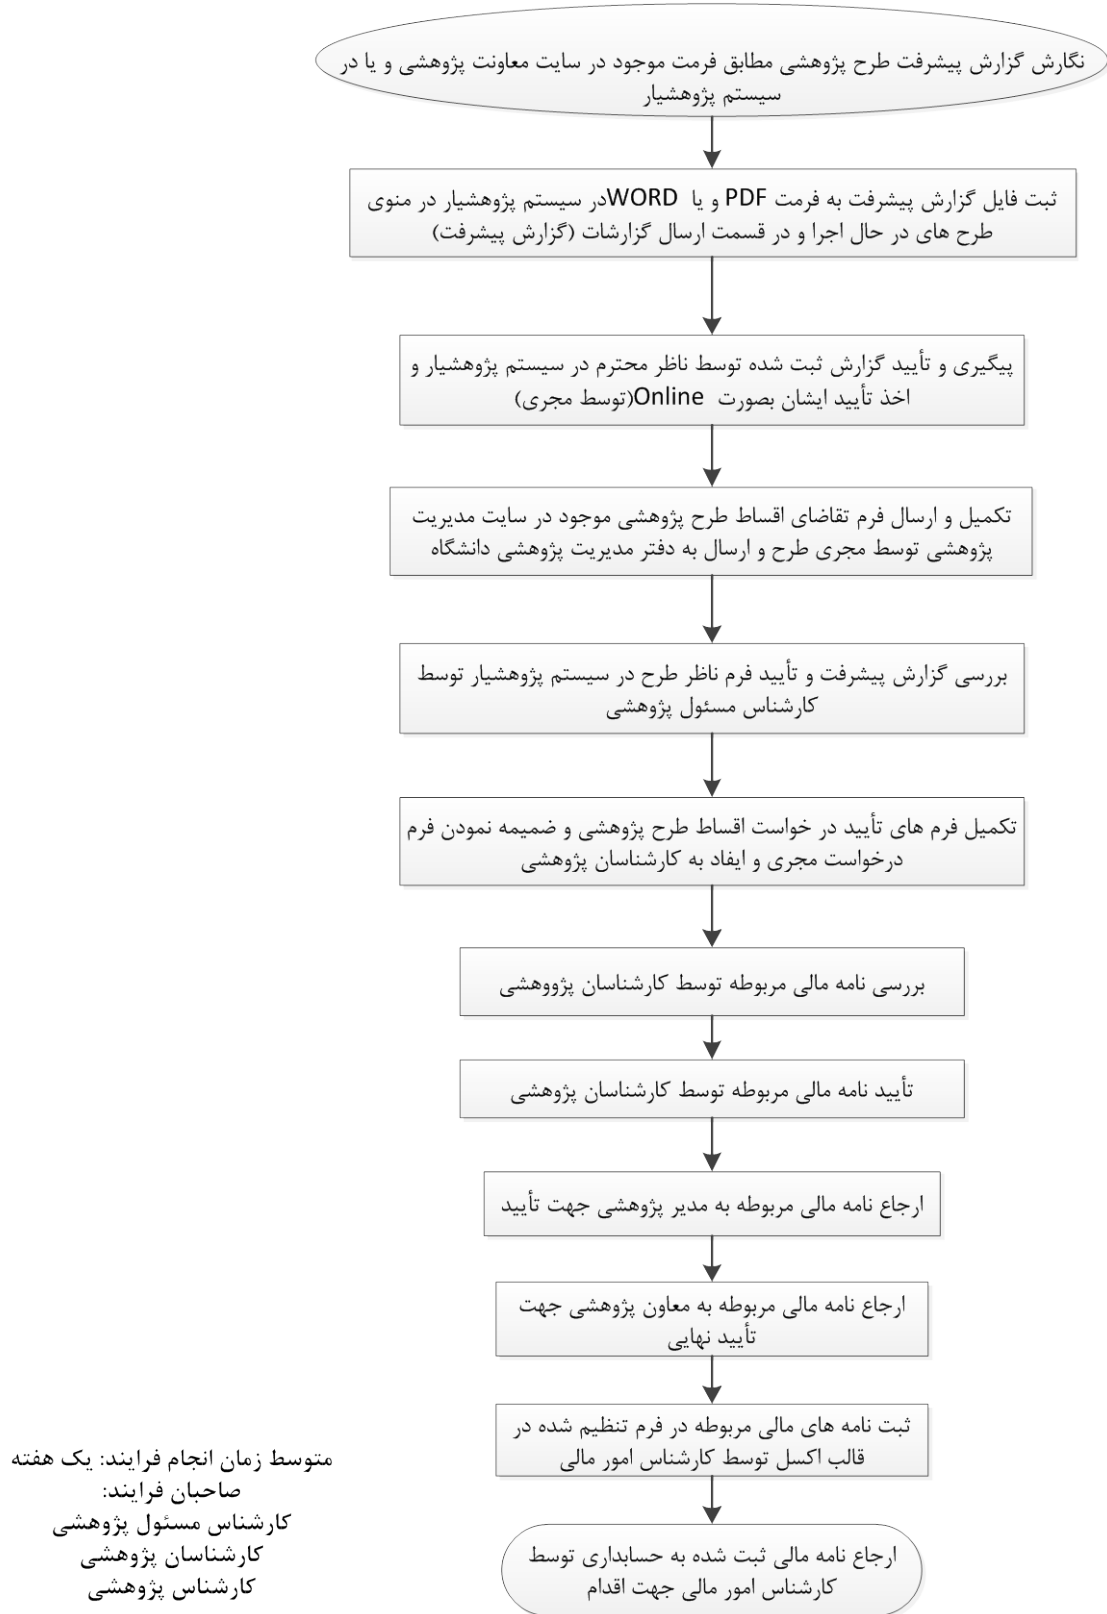 نگارش گزارش پیشرفت طرح پژوهشی مطابق فرمت موجود در سایت معاونت پژوهشی و یا در
سیستم پژوهشیار
ثبت فایل گزارش پیشرفت به فرمت PDF و یا WORDدر سیستم پژوهشیار در منوی
طرح های در حال اجرا و در قسمت ارسال گزارشات (گزارش پیشرفت)
پیگیری و تأیید گزارش ثبت شده توسط ناظر محترم در سیستم پژوهشیار و
اخذ تأیید ایشان بصورت Online(توسط مجری)
تکمیل و ارسال فرم تقاضای اقساط طرح پژوهشی موجود در سایت مدیریت
پژوهشی توسط مجری طرح و ارسال به دفتر مدیریت پژوهشی دانشگاه
بررسی گزارش پیشرفت و تأیید فرم ناظر طرح در سیستم پژوهشیار توسط
کارشناس مسئول پژوهشی
تکمیل فرم های تأیید در خواست اقساط طرح پژوهشی و ضمیمه نمودن فرم
درخواست مجری و ایفاد به کارشناسان پژوهشی
بررسی نامه مالی مربوطه توسط کارشناسان پژووهشی
تأیید نامه مالی مربوطه توسط کارشناسان پژوهشی
ارجاع نامه مالی مربوطه به مدیر پژوهشی جهت تأیید
ارجاع نامه مالی مربوطه به معاون پژوهشی جهت
تأیید نهایی
ثبت نامه های مالی مربوطه در فرم تنظیم شده در
قالب اکسل توسط کارشناس امور مالی
ارجاع نامه مالی ثبت شده به حسابداری توسط
کارشناس امور مالی جهت اقدام
متوسط زمان انجام فرایند: یک هفته
صاحبان فرایند:
کارشناس مسئول پژوهشی
کارشناسان پژوهشی
کارشناس پژوهشی